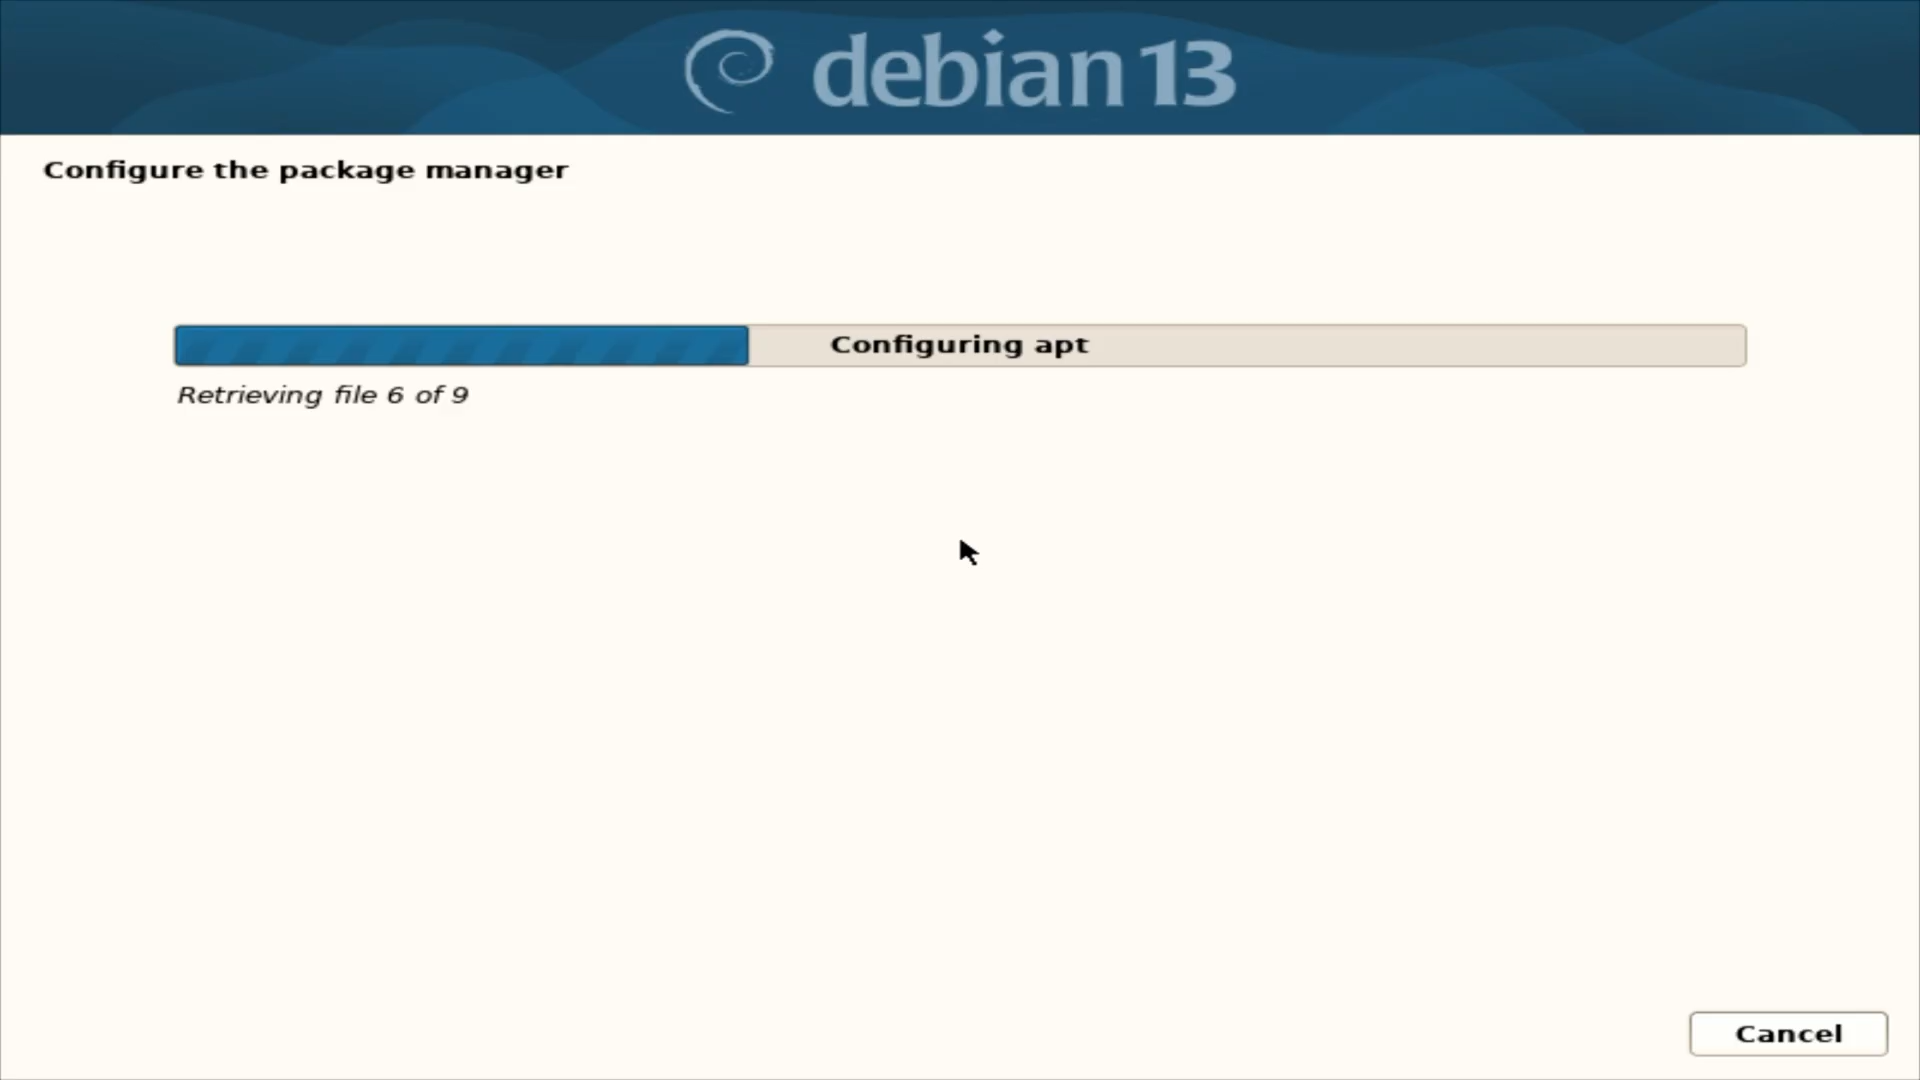 debian 13
Configure the package manager
Configuring apt
Retrieving file 6 of 9
Cancel